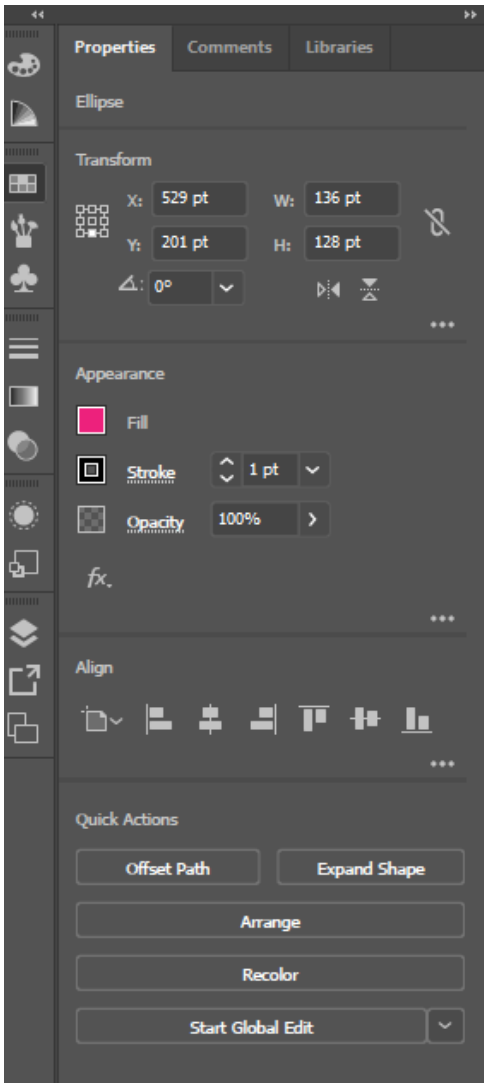 Properties Comments Libraries
Ellipse
Transform
X: 529 pt W: 136 pt
Y: 201 pt H: 128 pt
: 0°
Appearance
Fill
Stroke 1 pt
Opacity 100%
fx.
Align
Quick Actions
Offset Path Expand Shape
Arrange
Recolor
Start Global Edit